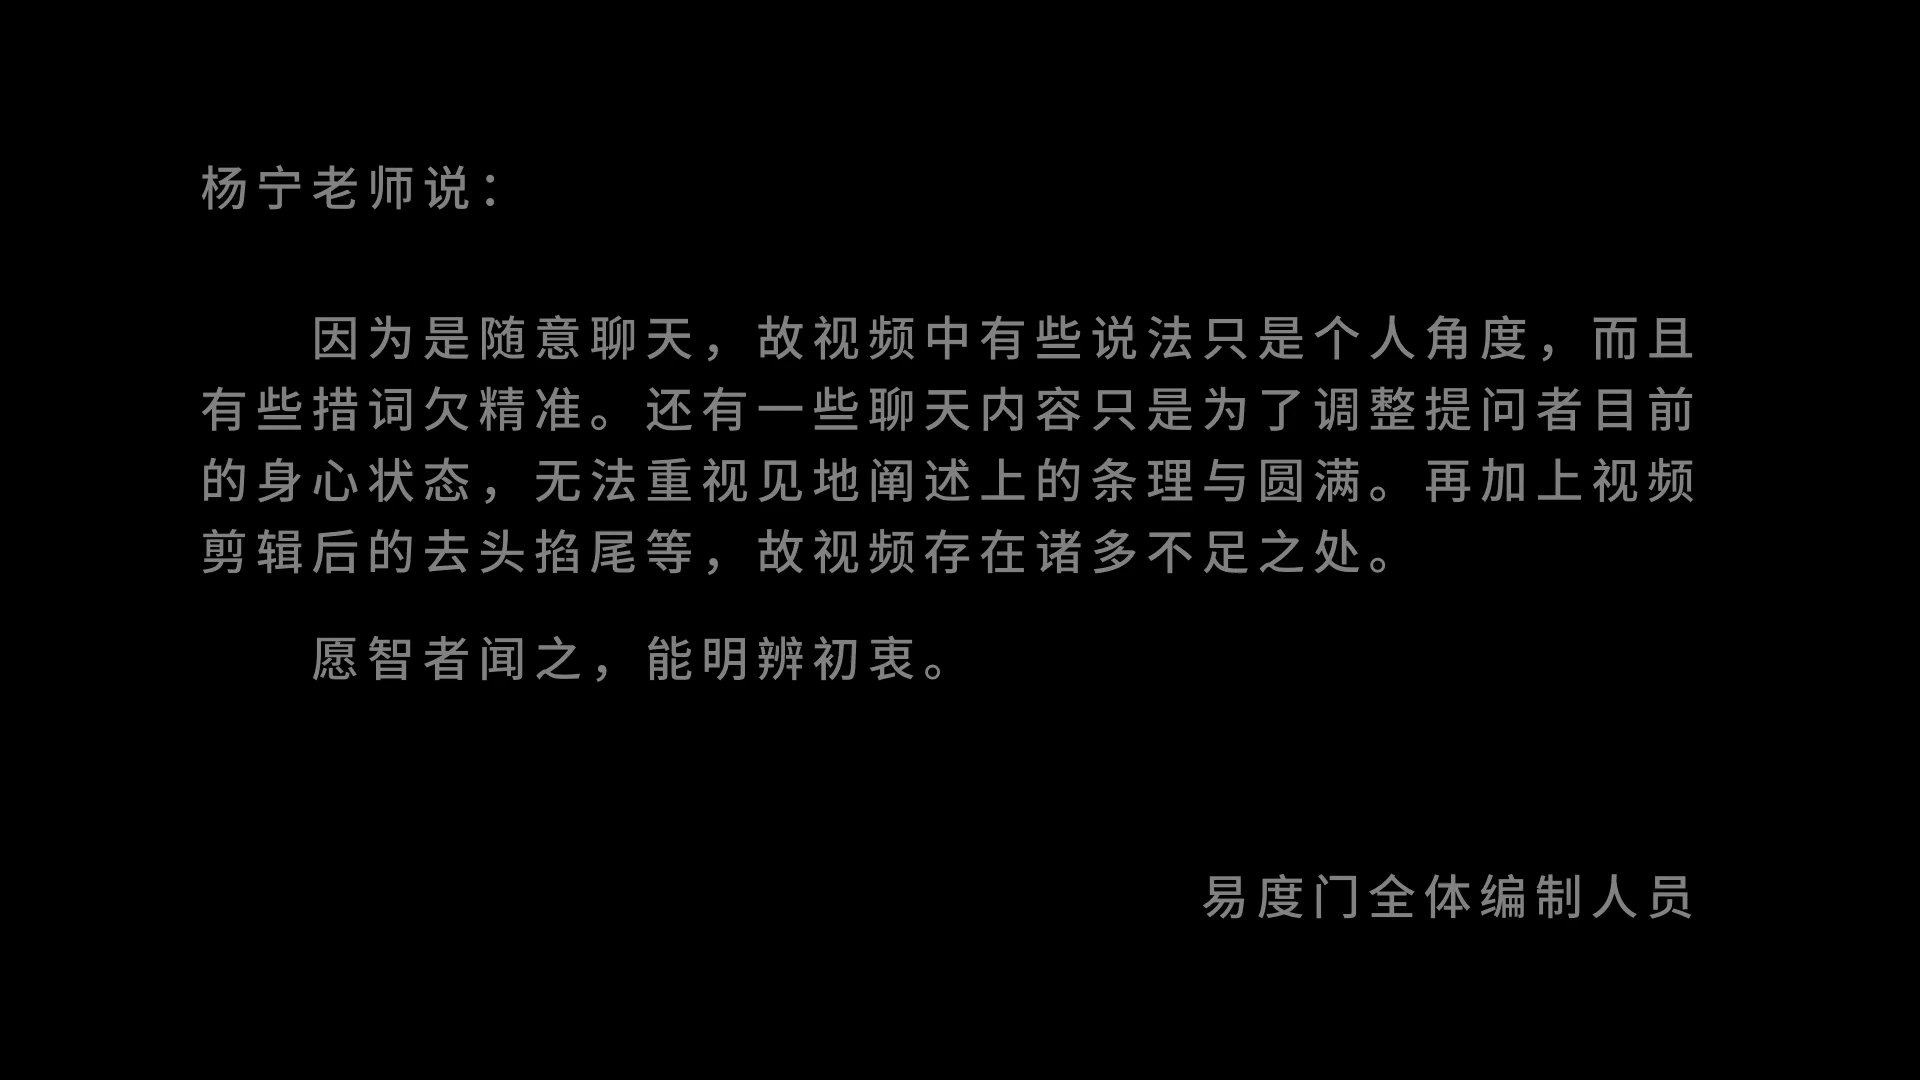 杨宁老师说：
因为是随意聊天，故视频中有些说法只是个人角度，而且
有些措词欠精准。还有一些聊天内容只是为了调整提问者目前
的身心状态，无法重视见地阐述上的条理与圆满。再加上视频
剪辑后的去头掐尾等，故视频存在诸多不足之处。
愿智者闻之，能明辨初衷。
易度门全体编制人员